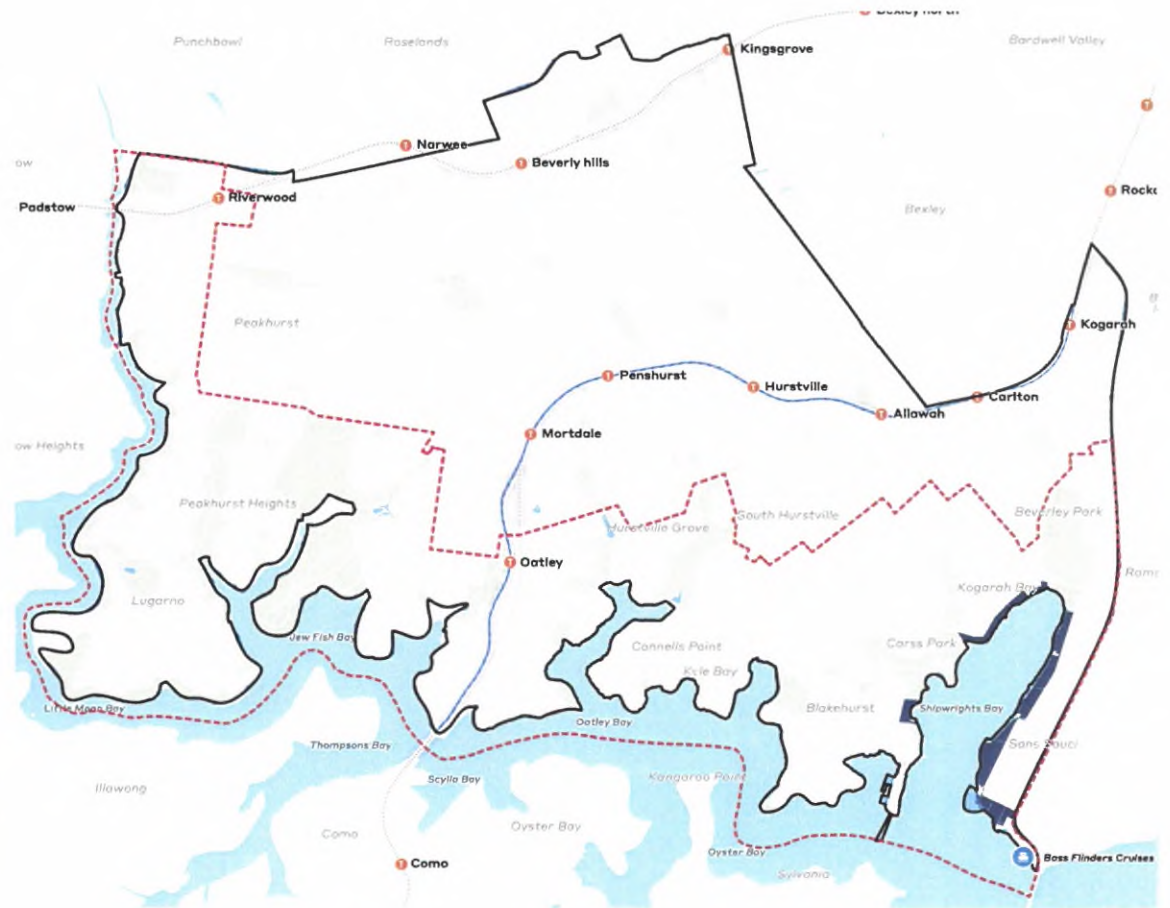 Bexley north
Punchbowl
Roselands
Bardwell Valley
Kingsgrove
Narwee
Beverly hills
ow
Riverwood
Padstow
Bexley
Peakhurst
Kogarah
Penshurst
Hurstville
Carlton
Allawah
Mortdale
ow Heights
Peakhurst Heights
Hurstville Grove
South Hurstville
Beverley Park
Oatley
Lugarno
Kogarah Bay
Jew Fish Bay
Connells Point
Carss Park
Kyle Bay
Little Moon Bay
Oatley Bay
Blakehurst
Shipwrights Bay
Thompsons Bay
Sans Souci
Scylla Bay
Kangaroo Point
Illawong
Como
Oyster Bay
Oyster Bay
Bass Flinders Cruises
Como
Sylvania